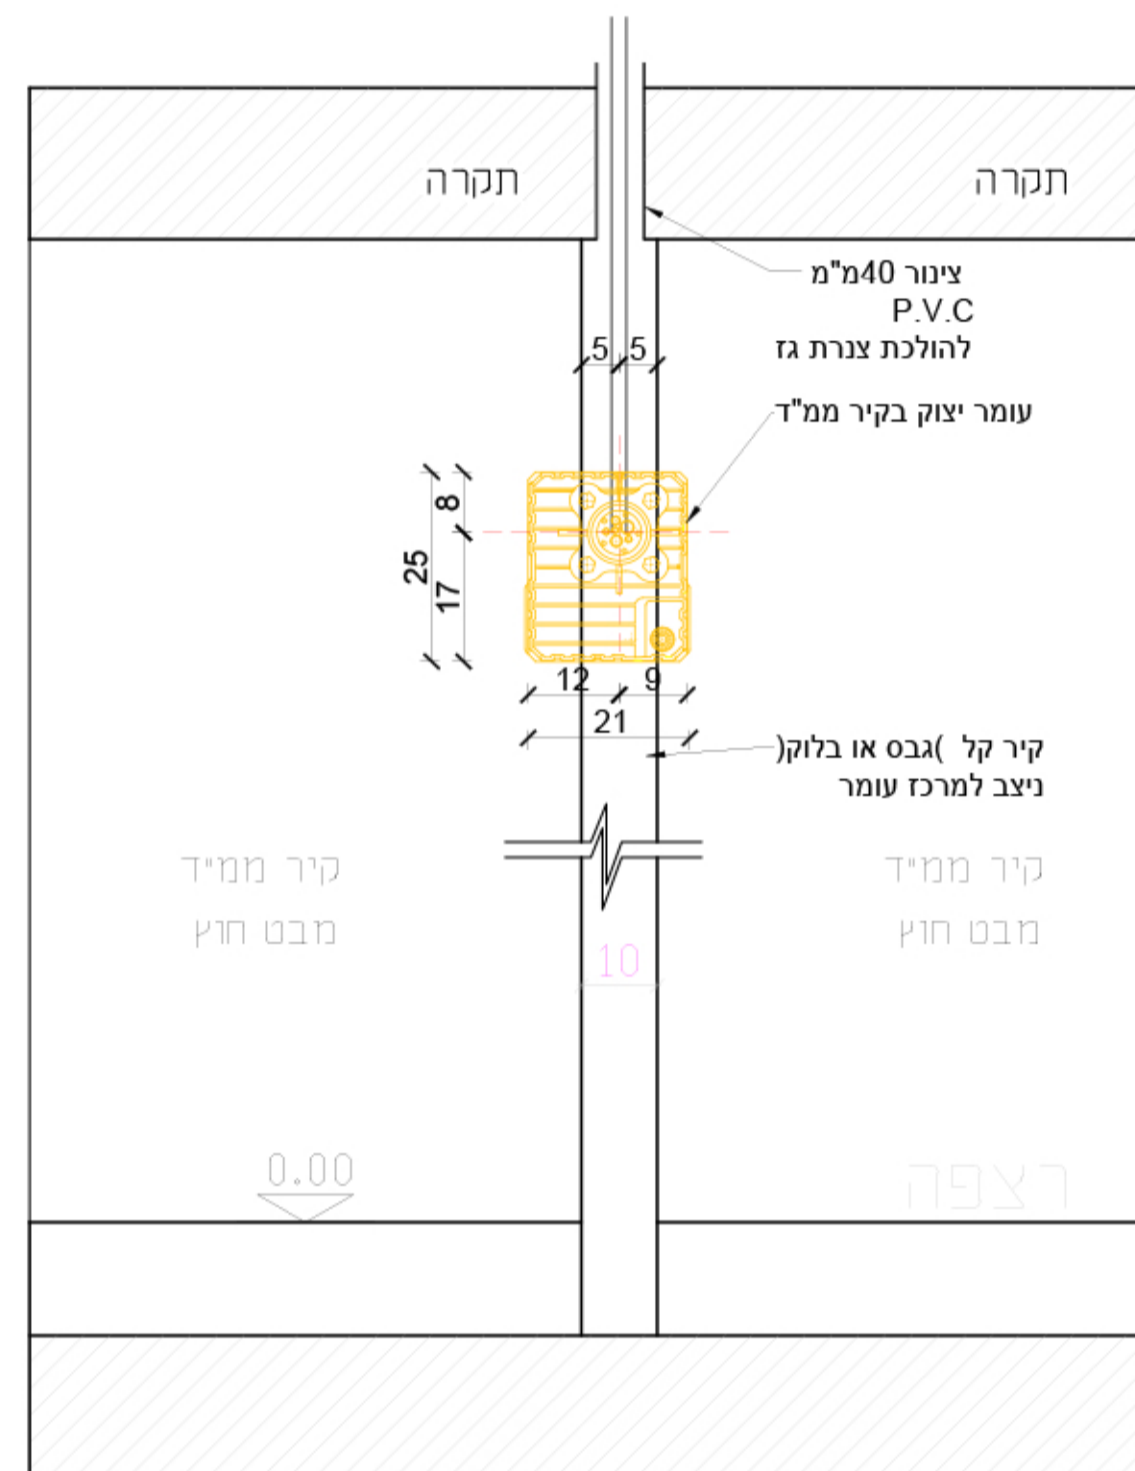 תקרה
תקרה
צינור 40מ"מ
P.V.C
להולכת צנרת גז
5
5
עומר יצוק בקיר ממ"ד
8
25
17
12
9
21
קיר קל )גבס או בלוק(
ניצב למרכז עומר
קיר ממ"ד
מבט חוץ
קיר ממ"ד
מבט חוץ
10
0.00
רצפה